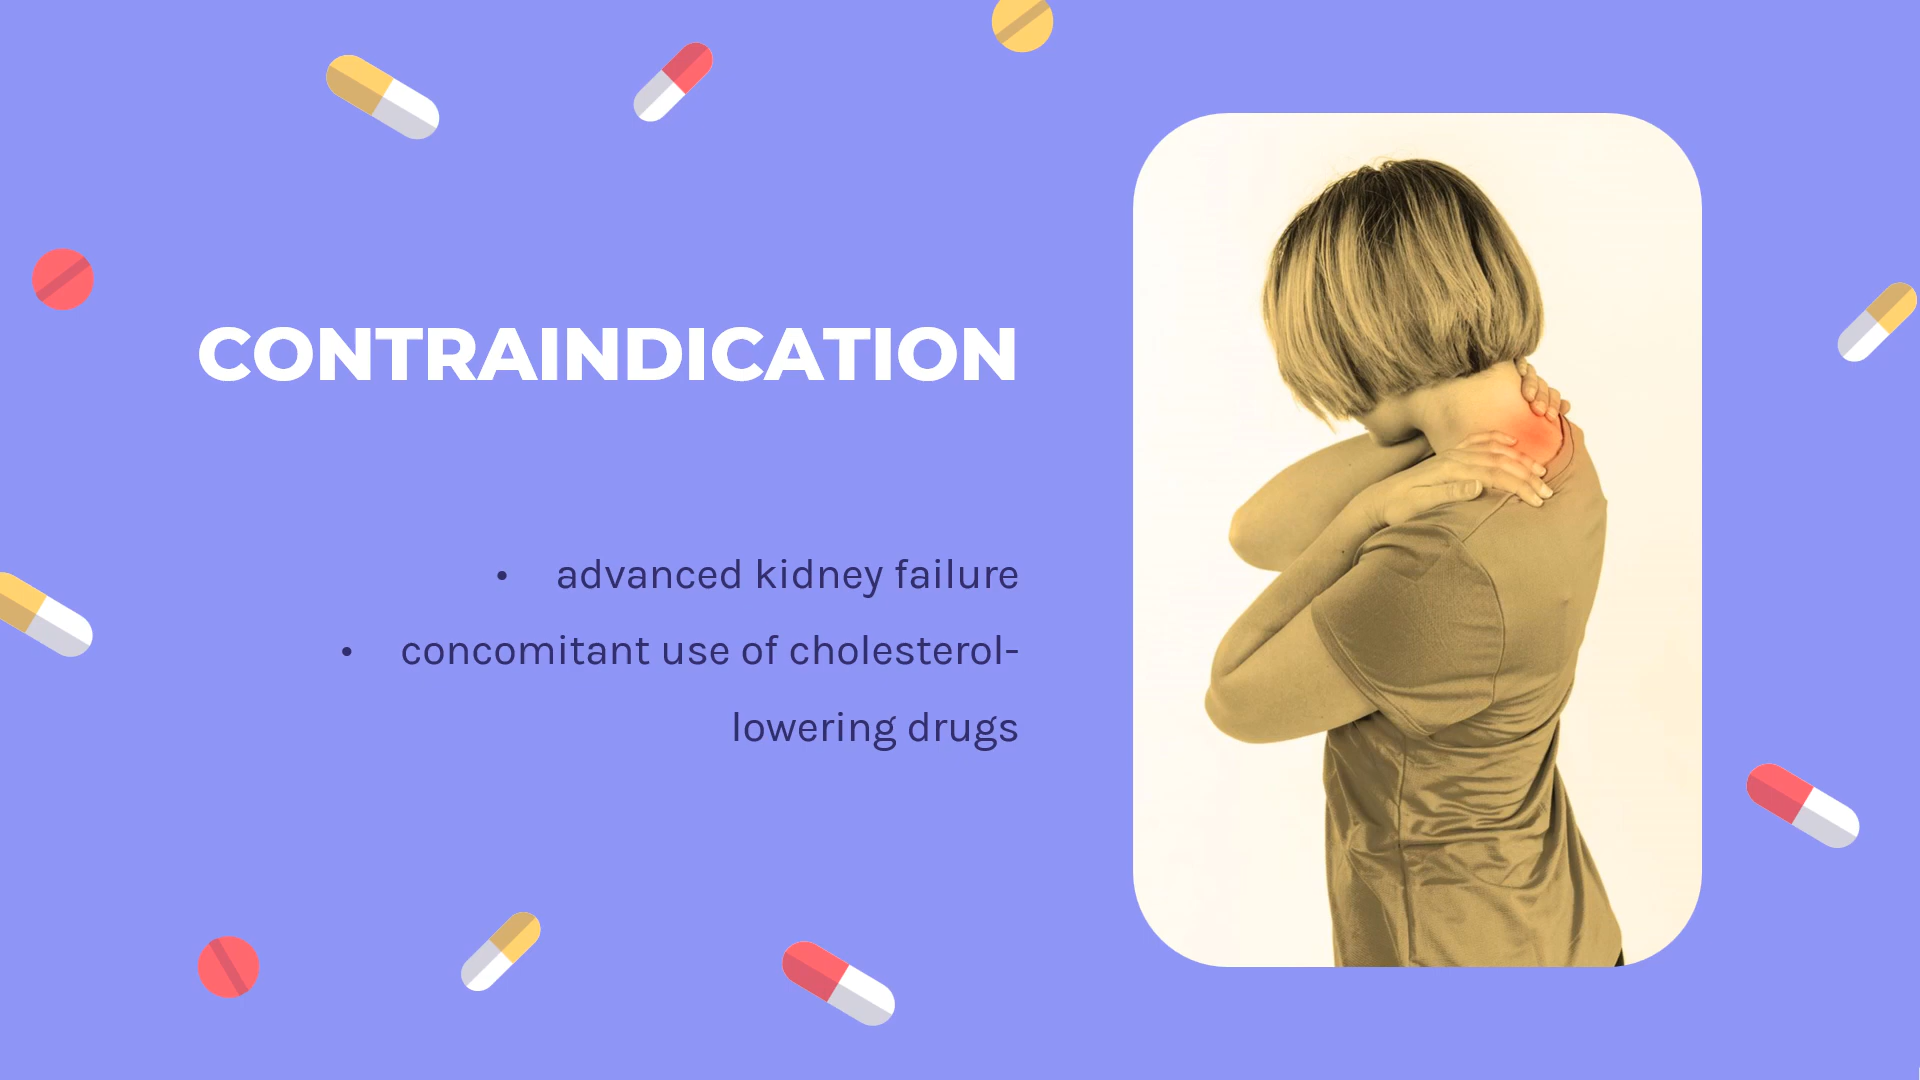 CONTRAINDICATION
• advanced kidney failure
• concomitant use of cholesterol-
lowering drugs